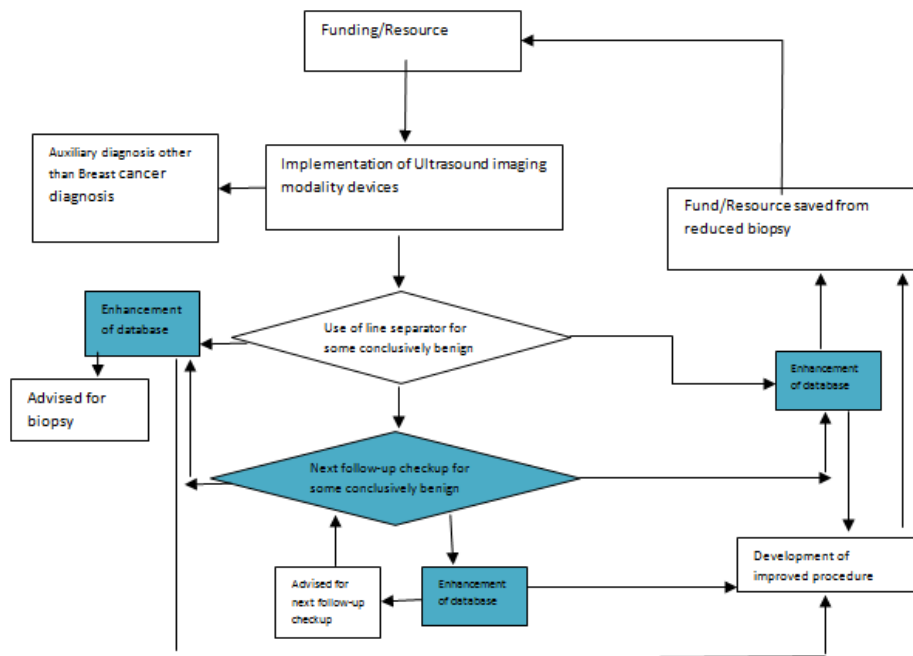 Funding/Resource
Auxiliary diagnosis other
than Breast cancer
diagnosis
Implementation of Ultrasound imaging
modality devices
Fund/Resource saved from
reduced biopsy
Enhancement
of database
Use of line separator for
some conclusively benign
Enhancement
of database
Advised for
biopsy
Next follow-up checkup for
some conclusively benign
Advised for
next follow-up
checkup
Enhancement
of database
Development of
improved procedure